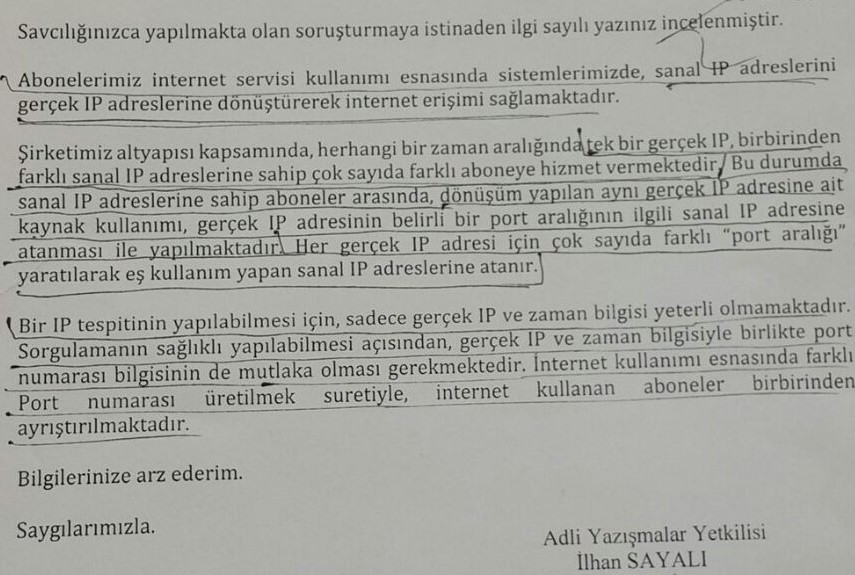 Savcılığınızca yapılmakta olan soruşturmaya istinaden ilgi sayılı yazınız incelenmiştir.
Abonelerimiz internet servisi kullanımı esnasında sistemlerimizde, sanal IP adreslerini
gerçek IP adreslerine dönüştürerek internet erişimi sağlamaktadır.
Şirketimiz altyapısı kapsamında, herhangi bir zaman aralığında tek bir gerçek IP, birbirinden
farklı sanal IP adreslerine sahip çok sayıda farklı aboneye hizmet vermektedir. Bu durumda
sanal IP adreslerine sahip aboneler arasında, dönüşüm yapılan aynı gerçek IP adresine ait
kaynak kullanımı, gerçek IP adresinin belirli bir port aralığının ilgili sanal IP adresine
atanması ile yapılmaktadır. Her gerçek IP adresi için çok sayıda farklı “port aralığı”
yaratılarak eş kullanım yapan sanal IP adreslerine atanır.
Bir IP tespitinin yapılabilmesi için, sadece gerçek IP ve zaman bilgisi yeterli olmamaktadır.
Sorgulamanın sağlıklı yapılabilmesi açısından, gerçek IP ve zaman bilgisiyle birlikte port
numarası bilgisinin de mutlaka olması gerekmektedir. İnternet kullanımı esnasında farklı
Port numarası üretilmek suretiyle, internet kullanan aboneler birbirinden
ayrıştırılmaktadır.
Bilgilerinize arz ederim.
Saygılarımızla.
Adli Yazışmalar Yetkilisi
İlhan SAYALI